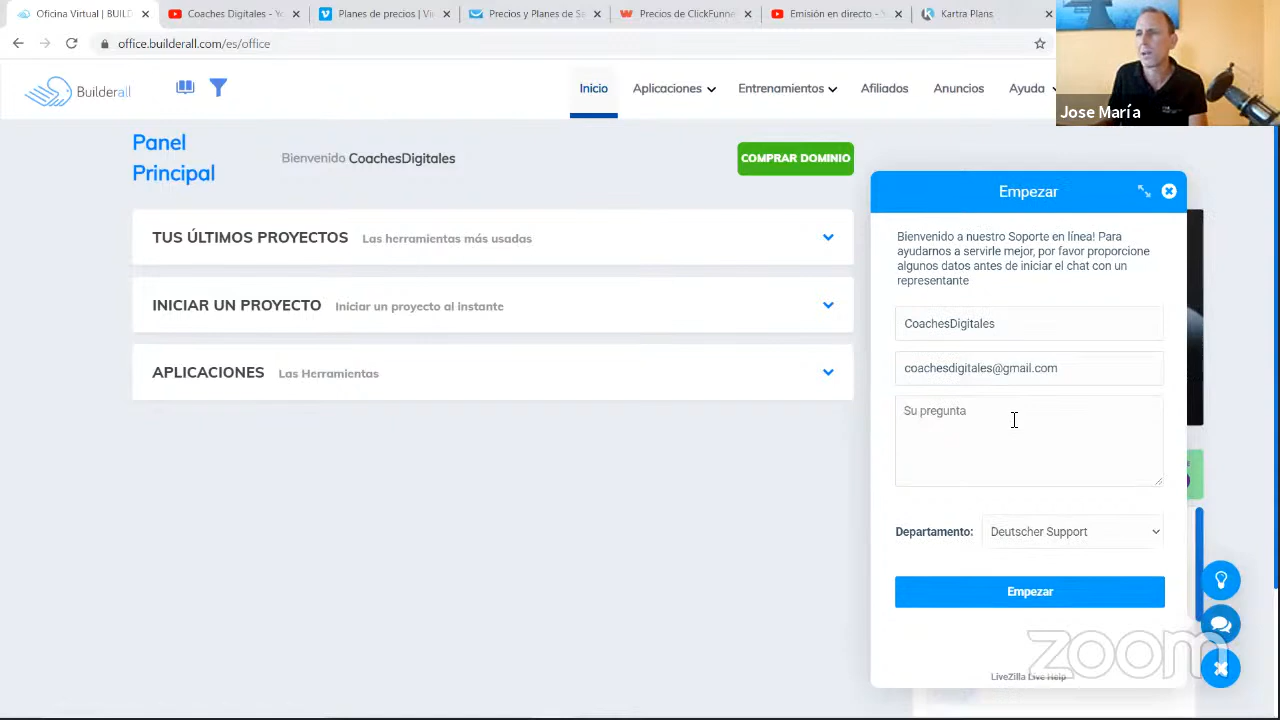 Oficina Virtual | BUILD
Coaches Digitales - Yo
Planes de precios | Vi
Precios y Planes de Se
Precios de ClickFunne
Emisión en directo - Y
Kartra Plans
office.builderall.com/es/office
Builderall
Inicio
Aplicaciones
Entrenamientos
Afiliados
Anuncios
Ayuda
Jose María
Panel
Principal
Bienvenido CoachesDigitales
COMPRAR DOMINIO
TUS ÚLTIMOS PROYECTOS Las herramientas más usadas
INICIAR UN PROYECTO Iniciar un proyecto al instante
APLICACIONES Las Herramientas
Empezar
Bienvenido a nuestro Soporte en línea! Para
ayudarnos a servirle mejor, por favor proporcione
algunos datos antes de iniciar el chat con un
representante
CoachesDigitales
coachesdigitales@gmail.com
Su pregunta
Departamento: Deutscher Support
Empezar
zoom
LiveZilla Live Help